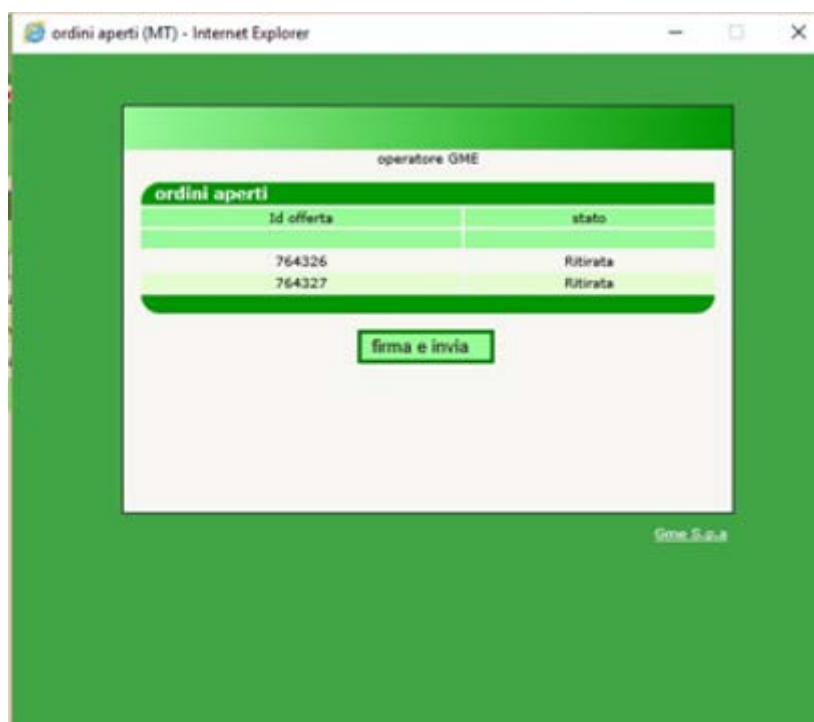 ordini aperti (MT) - Internet Explorer
operatore GME
ordini aperti
Id offerta stato
764326 Ritirata
764327 Ritirata
firma e invia
Gme S.p.a